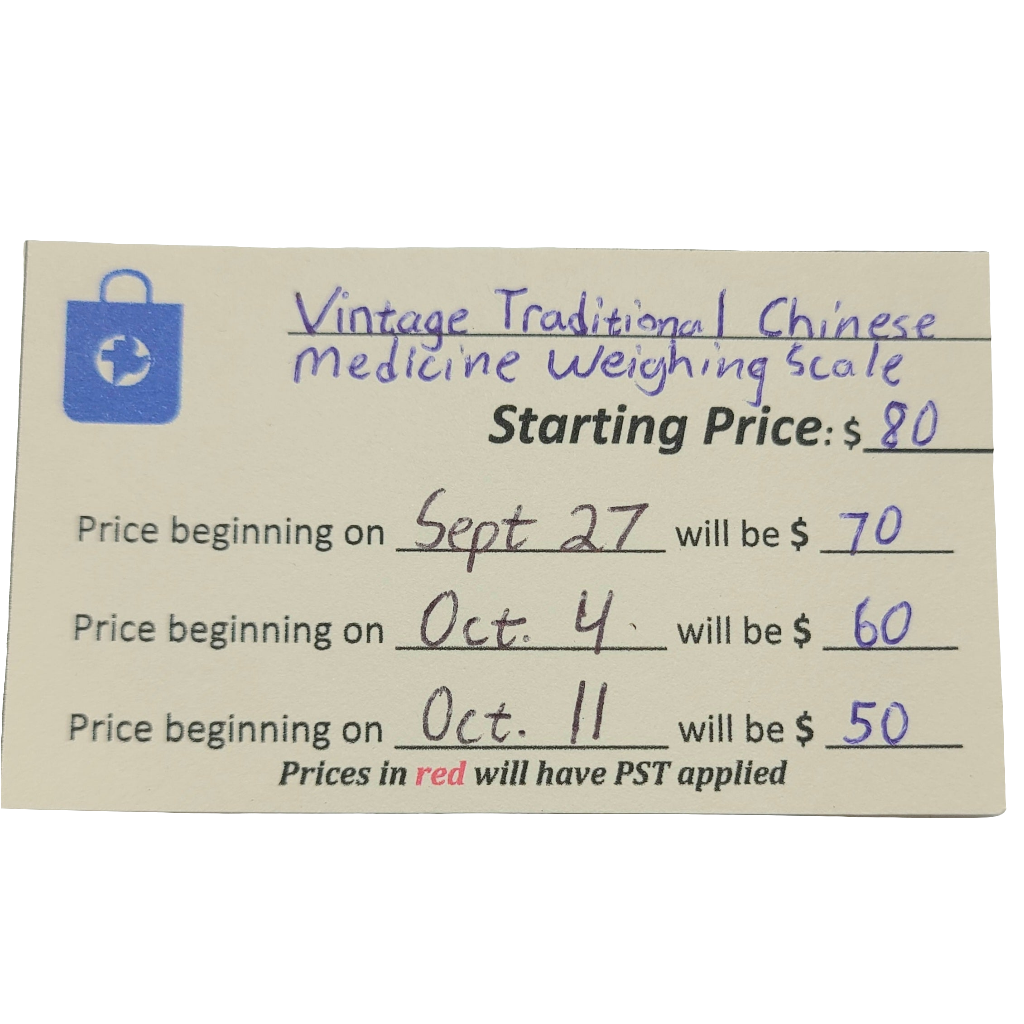 Vintage Traditional Chinese
Medicine Weighing Scale
Starting Price: $ 80
Price beginning on Sept 27 will be $ 70
Price beginning on Oct. 4. will be $ 60
Price beginning on Oct. 11 will be $ 50
Prices in red will have PST applied